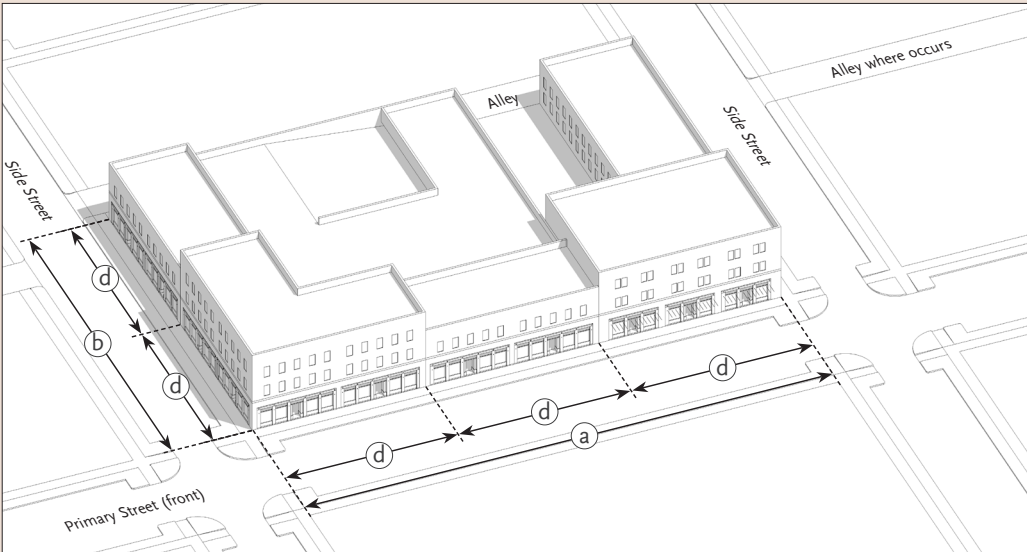 Alley where occurs
Alley
Side Street
Side Street
d
b
d
d
d
a
d
Primary Street (front)